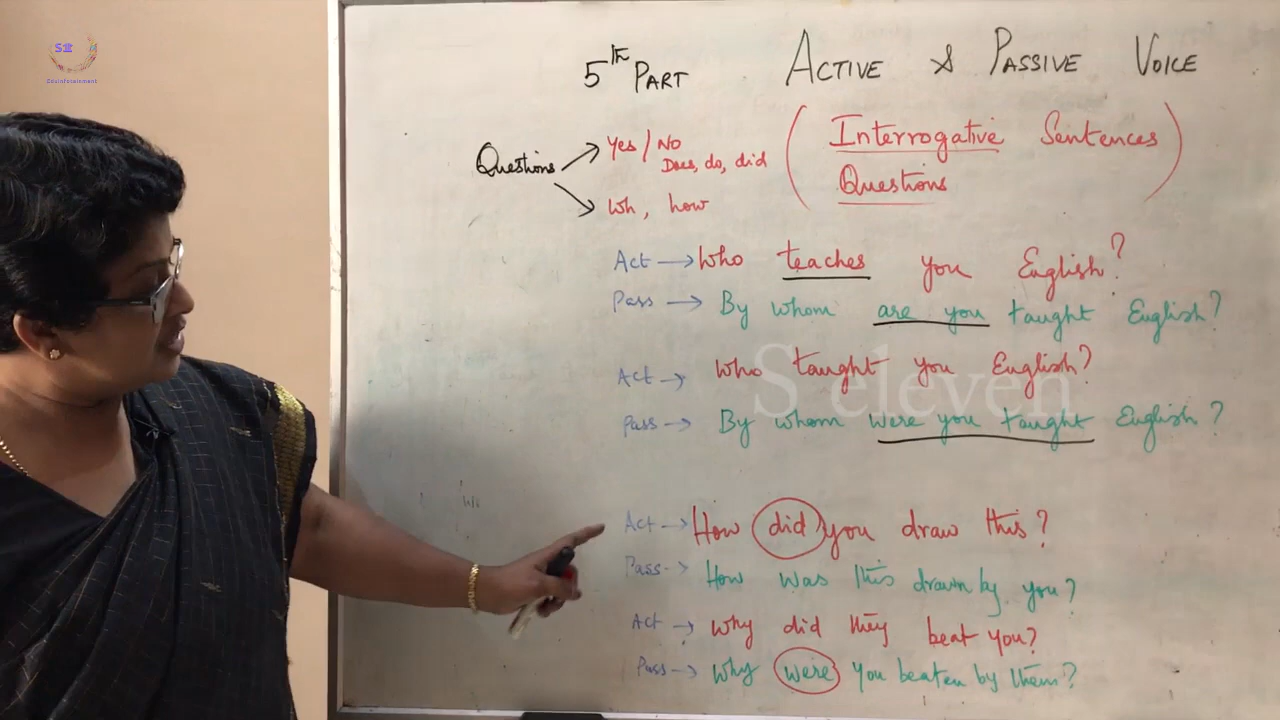 S11
Eduinfotainment
5th PART ACTIVE & PASSIVE VOICE
Questions
Yes / No
Does, do, did
Wh, how
(Interrogative Sentences
Questions)
Act → Who teaches you English?
Pass → By whom are you taught English?
Act → Who taught you English?
S eleven
Pass → By whom were you taught English?
Act → How did you draw this?
Pass → How was this drawn by you?
Act → Why did they beat you?
Pass → Why were you beaten by them?